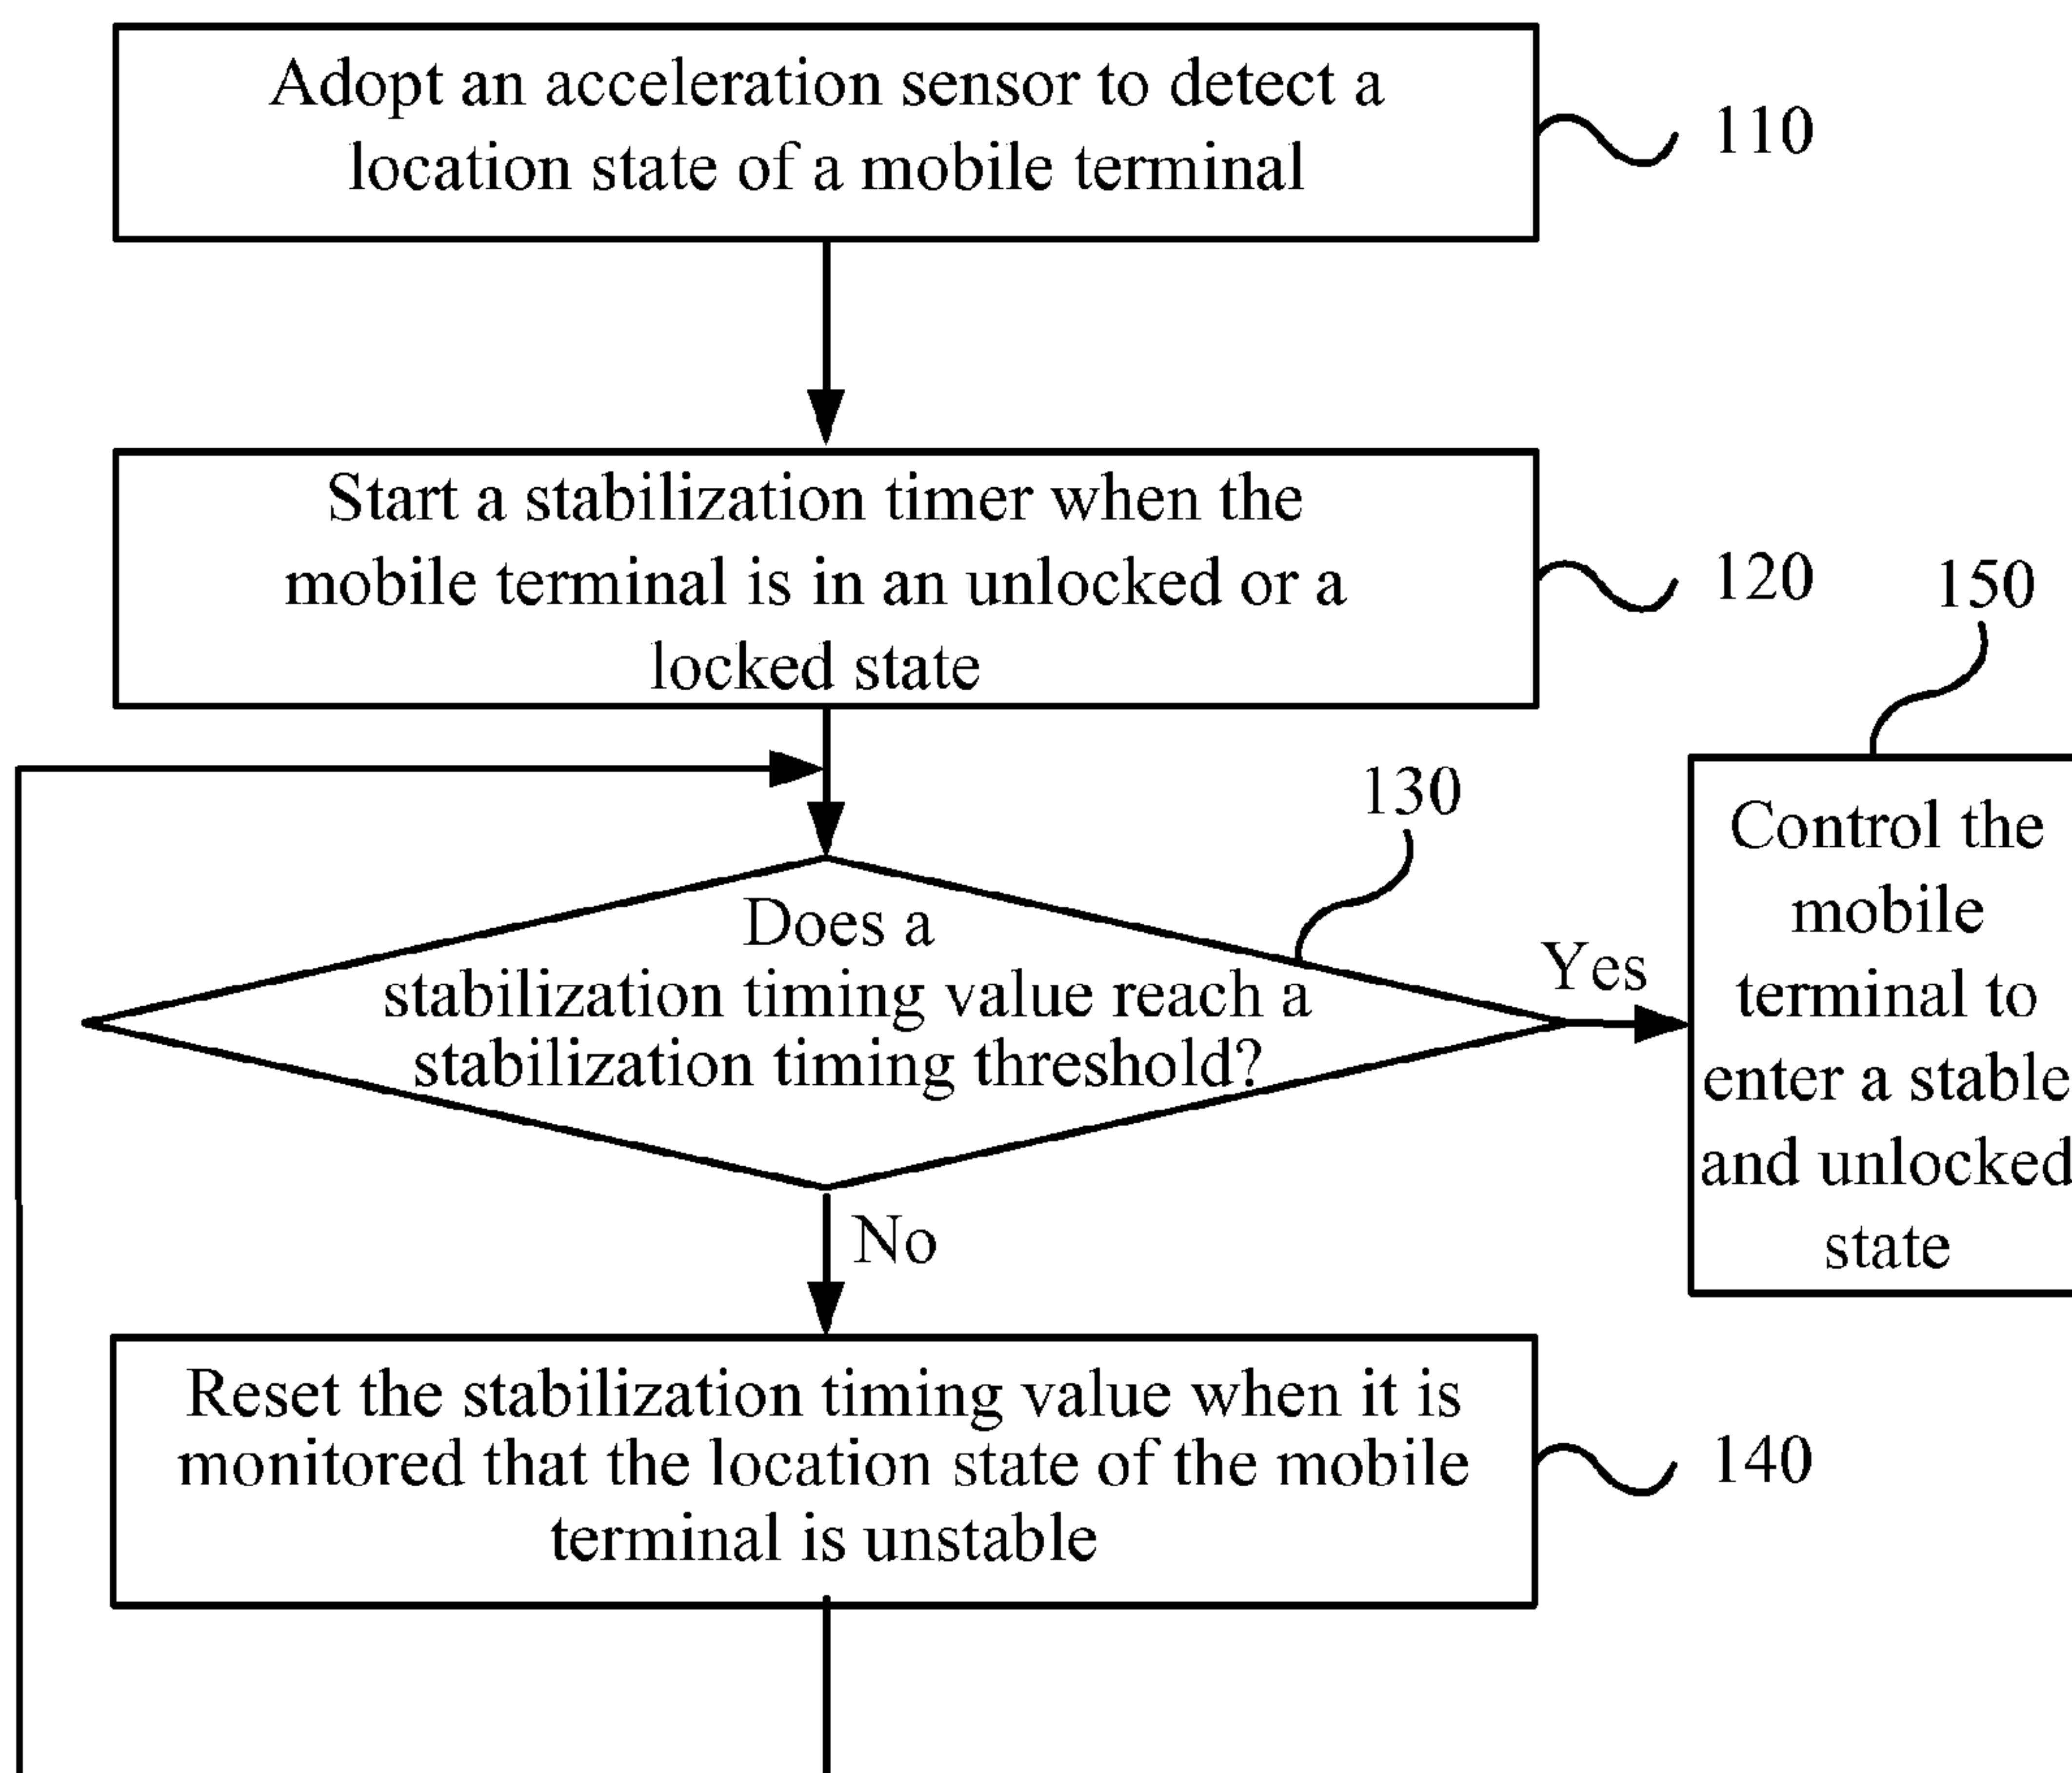 Adopt an acceleration sensor to detect a
location state of a mobile terminal
110
Start a stabilization timer when the
mobile terminal is in an unlocked or a
locked state
120
150
130
Does a
stabilization timing value reach a
stabilization timing threshold?
Yes
Control the
mobile
terminal to
enter a stable
and unlocked
state
No
Reset the stabilization timing value when it is
monitored that the location state of the mobile
terminal is unstable
140